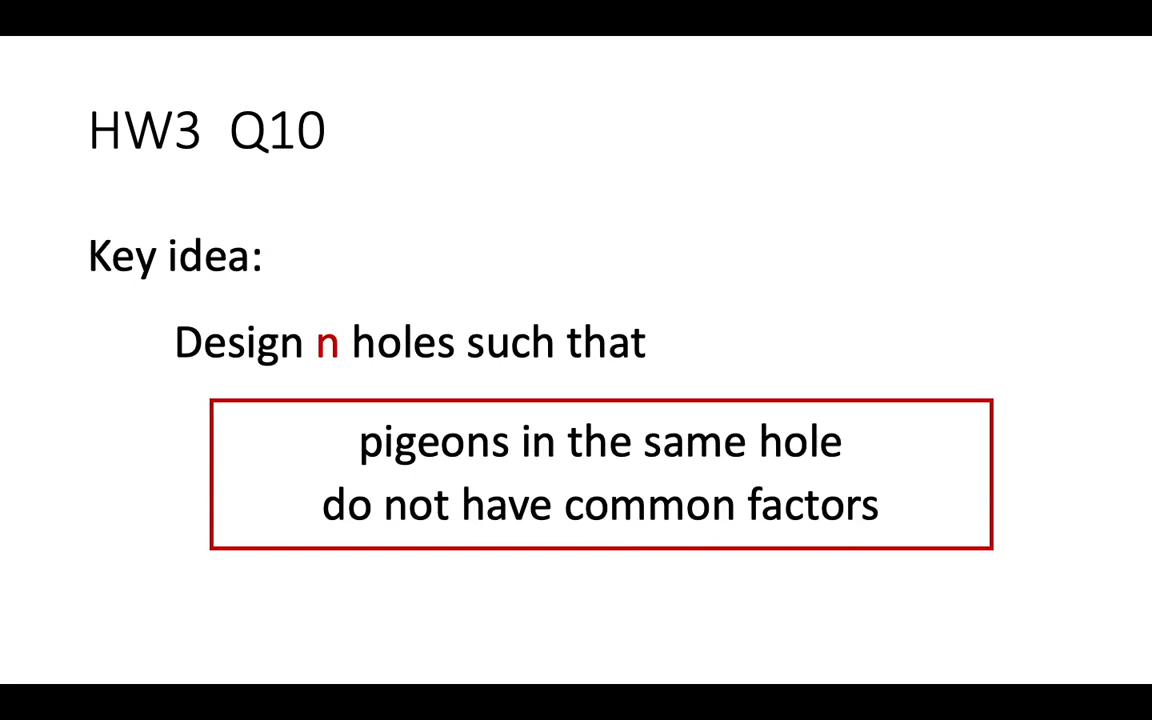 HW3 Q10
Key idea:
Design n holes such that
pigeons in the same hole
do not have common factors